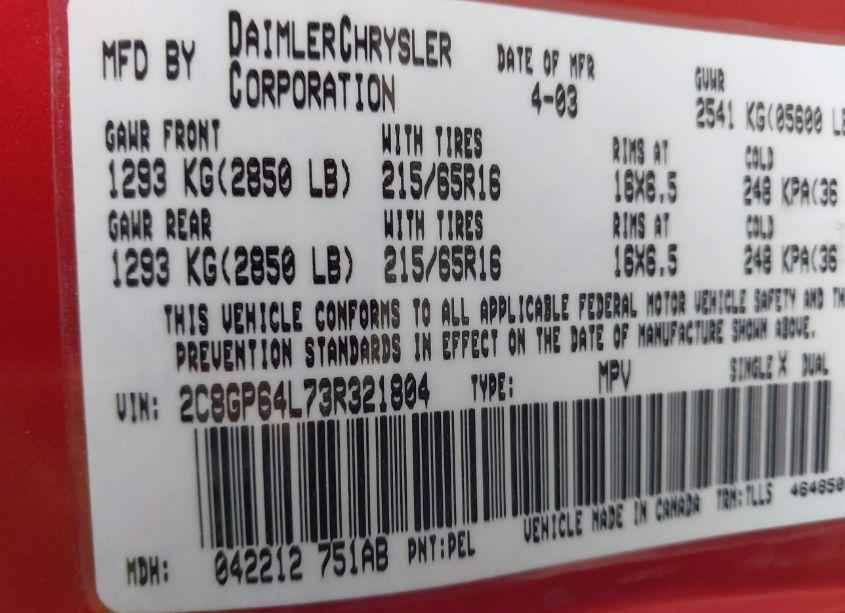 MFD BY DAIMLERCHRYSLER CORPORATION DATE OF MFR 4-03 GVWR 2541 KG(05600 LB
GAWR FRONT WITH TIRES RIMS AT COLD
1293 KG(2850 LB) 215/65R16 16X6.5 248 KPA(36
GAWR REAR WITH TIRES RIMS AT COLD
1293 KG(2850 LB) 215/65R16 16X6.5 248 KPA(36
THIS VEHICLE CONFORMS TO ALL APPLICABLE FEDERAL MOTOR VEHICLE SAFETY AND TH
PREVENTION STANDARDS IN EFFECT ON THE DATE OF MANUFACTURE SHOWN ABOVE.
VIN: 2C8GP64L73R321804 TYPE: MPV SINGLE X DUAL
VEHICLE MADE IN CANADA TRM:TLLS 464850
MDH: 042212 751AB PNT:PEL